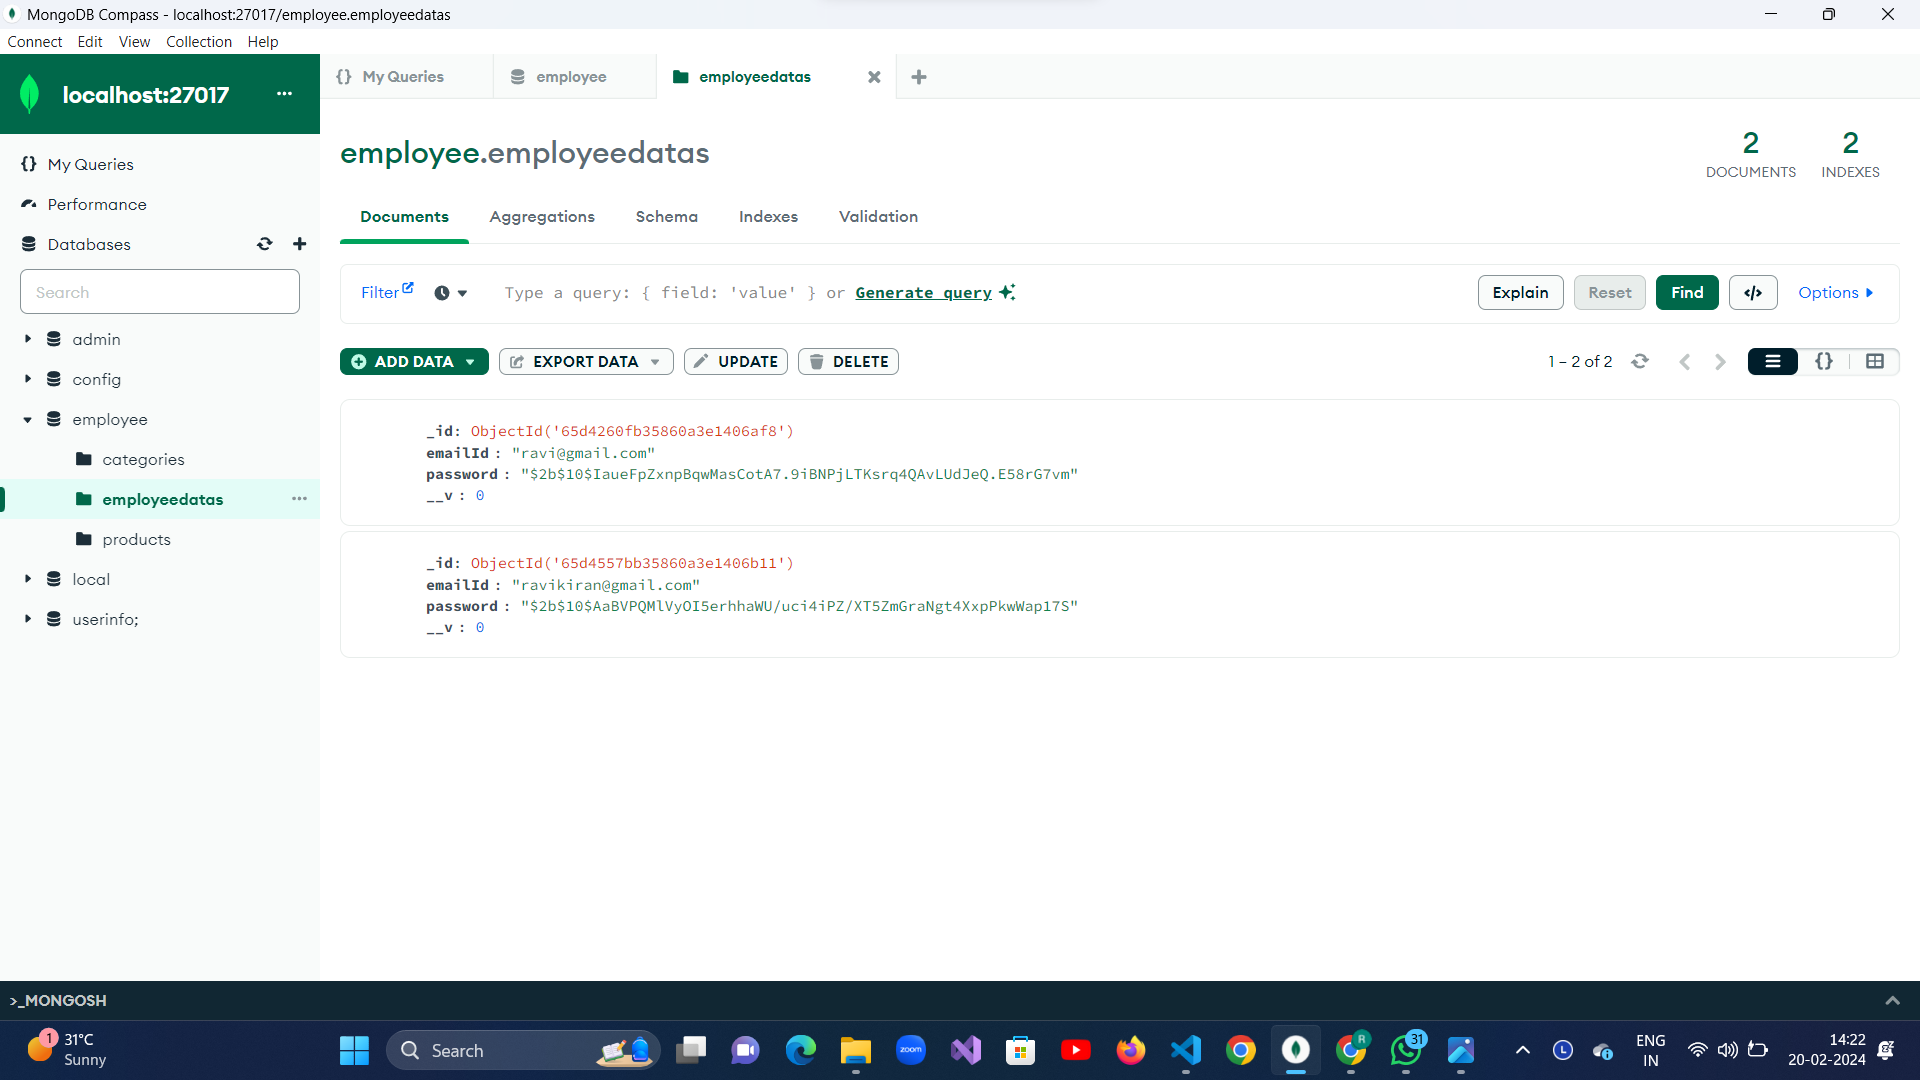 MongoDB Compass - localhost:27017/employee.employeedatas
Connect Edit View Collection Help
localhost:27017 ...
My Queries
employee
employeedatas
{} My Queries
Performance
Databases
Search
admin
config
employee
categories
employeedatas ...
products
local
userinfo;
employee.employeedatas
2
DOCUMENTS
2
INDEXES
Documents Aggregations Schema Indexes Validation
Filter Type a query: { field: 'value' } or Generate query Explain Reset Find </> Options
ADD DATA EXPORT DATA UPDATE DELETE 1 – 2 of 2 {}
_id: ObjectId('65d4260fb35860a3e1406af8')
emailId : "ravi@gmail.com"
password : "$2b$10$IaueFpZxnpBqwMasCotA7.9iBNPjLTKsrq4QAvLUdJeQ.E58rG7vm"
__v : 0
_id: ObjectId('65d4557bb35860a3e1406b11')
emailId : "ravikiran@gmail.com"
password : "$2b$10$AaBVPQMlVyOI5erhhaWU/uci4iPZ/XT5ZmGraNgt4XxpPkwWap17S"
__v : 0
>_MONGOSH
1
31°C
Sunny
Search
zoom
R
31
ENG
IN
14:22
20-02-2024